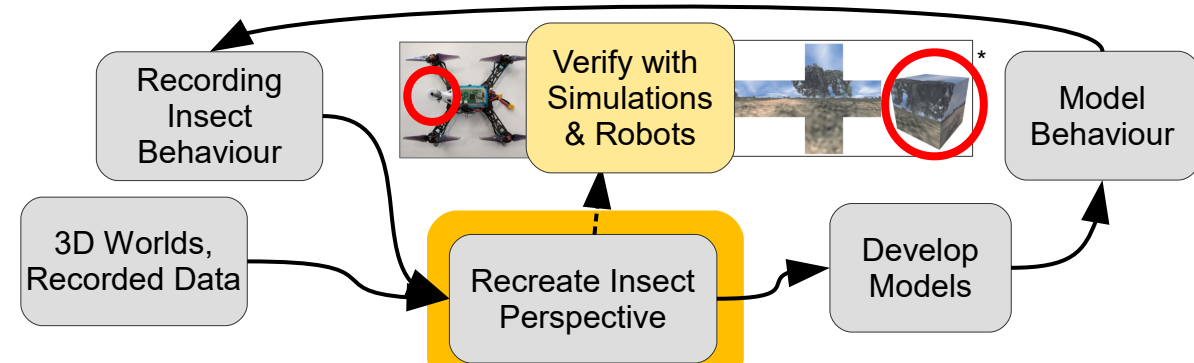 Recording
Insect
Behaviour
Verify with
Simulations
& Robots
*
Model
Behaviour
3D Worlds,
Recorded Data
Recreate Insect
Perspective
Develop
Models